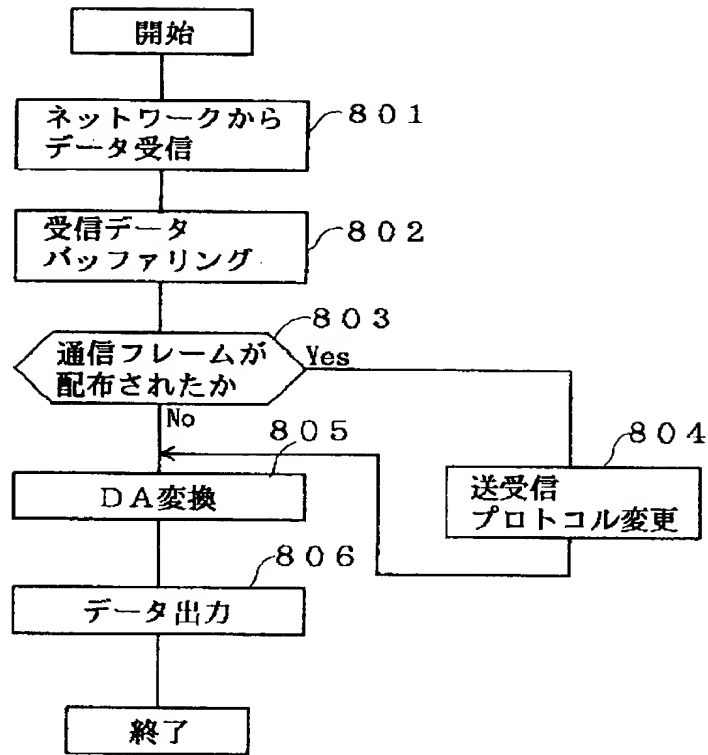 開始
ネットワークから
データ受信
801
受信データ
バッファリング
802
通信フレームが
配布されたか
803
Yes
No
送受信
プロトコル変更
804
DA変換
805
データ出力
806
終了